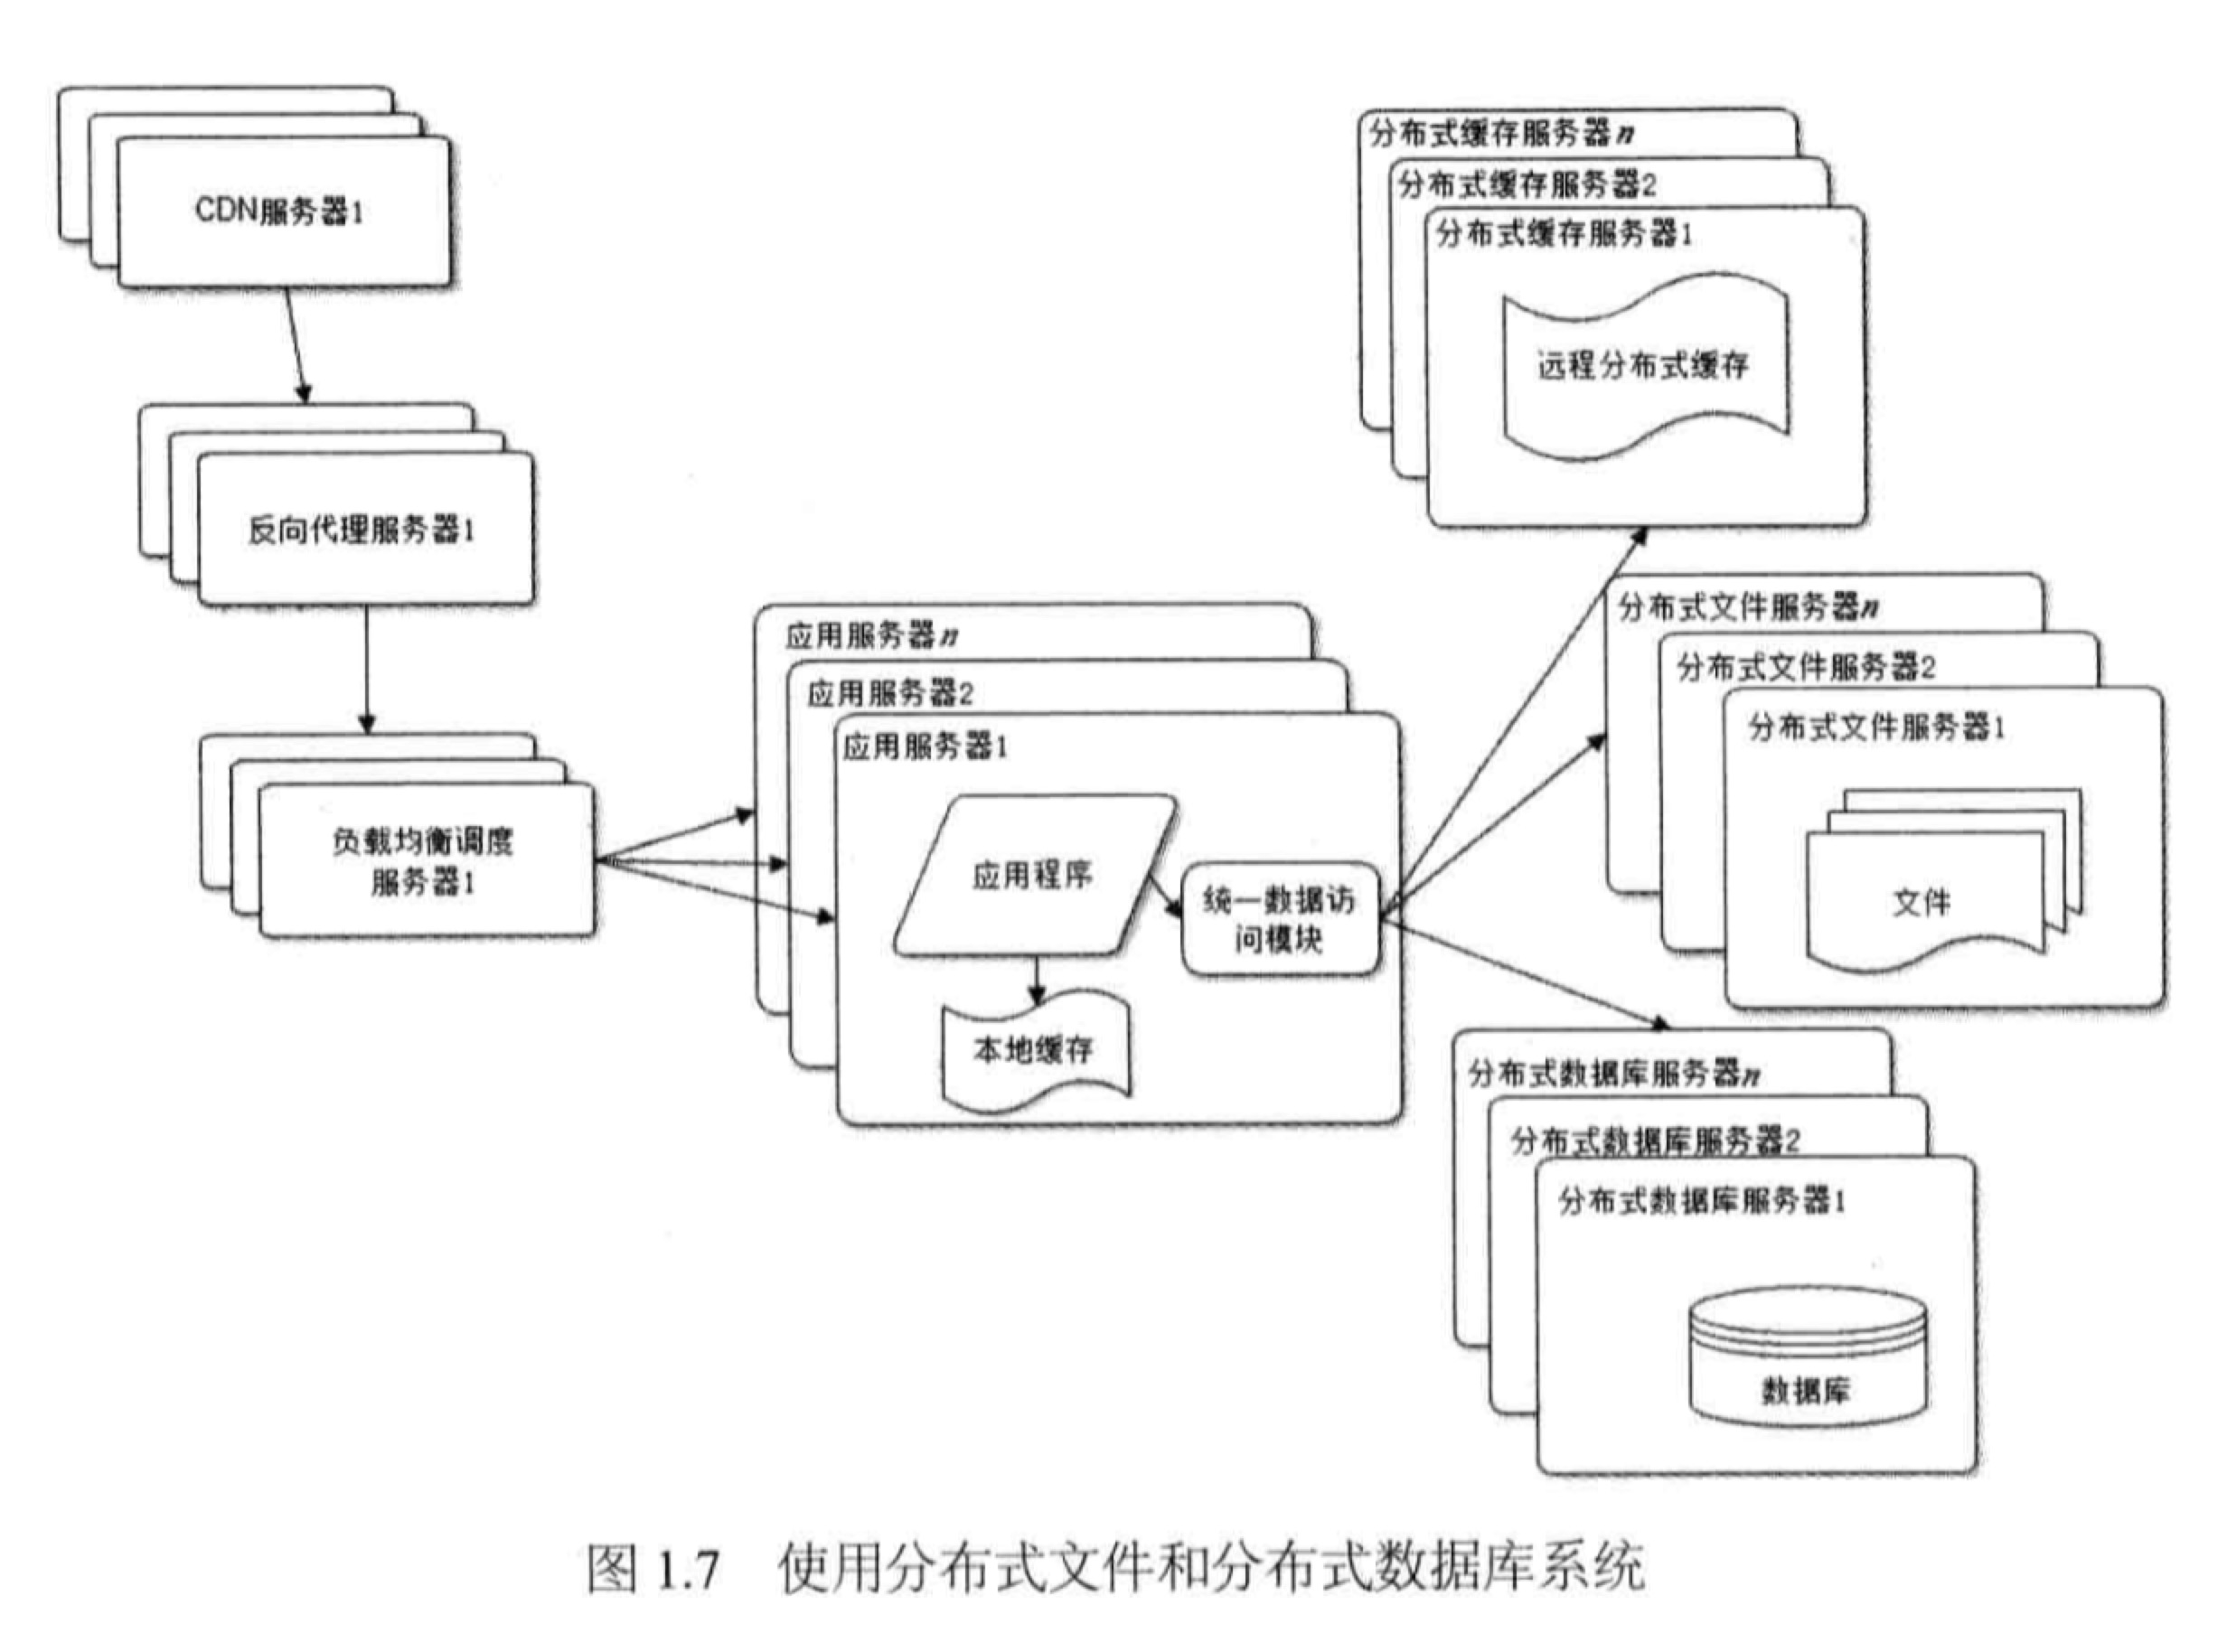 CDN服务器1
反向代理服务器1
负载均衡调度
服务器1
应用服务器n
应用服务器2
应用服务器1
应用程序
统一数据访
问模块
本地缓存
分布式缓存服务器n
分布式缓存服务器2
分布式缓存服务器1
远程分布式缓存
分布式文件服务器n
分布式文件服务器2
分布式文件服务器1
文件
分布式数据库服务器n
分布式数据库服务器2
分布式数据库服务器1
数据库
图 1.7 使用分布式文件和分布式数据库系统